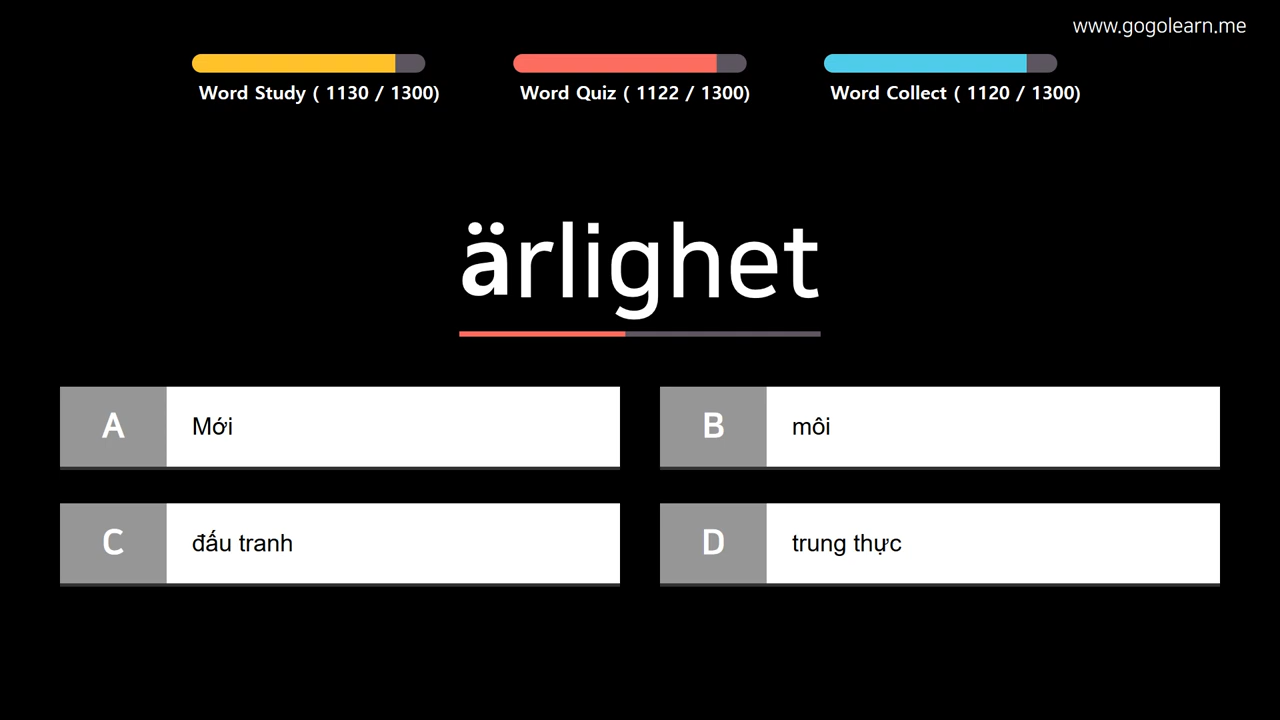 www.gogolearn.me
Word Study ( 1130 / 1300)
Word Quiz ( 1122 / 1300)
Word Collect ( 1120 / 1300)
ärlighet
A Mới
B môi
C đấu tranh
D trung thực